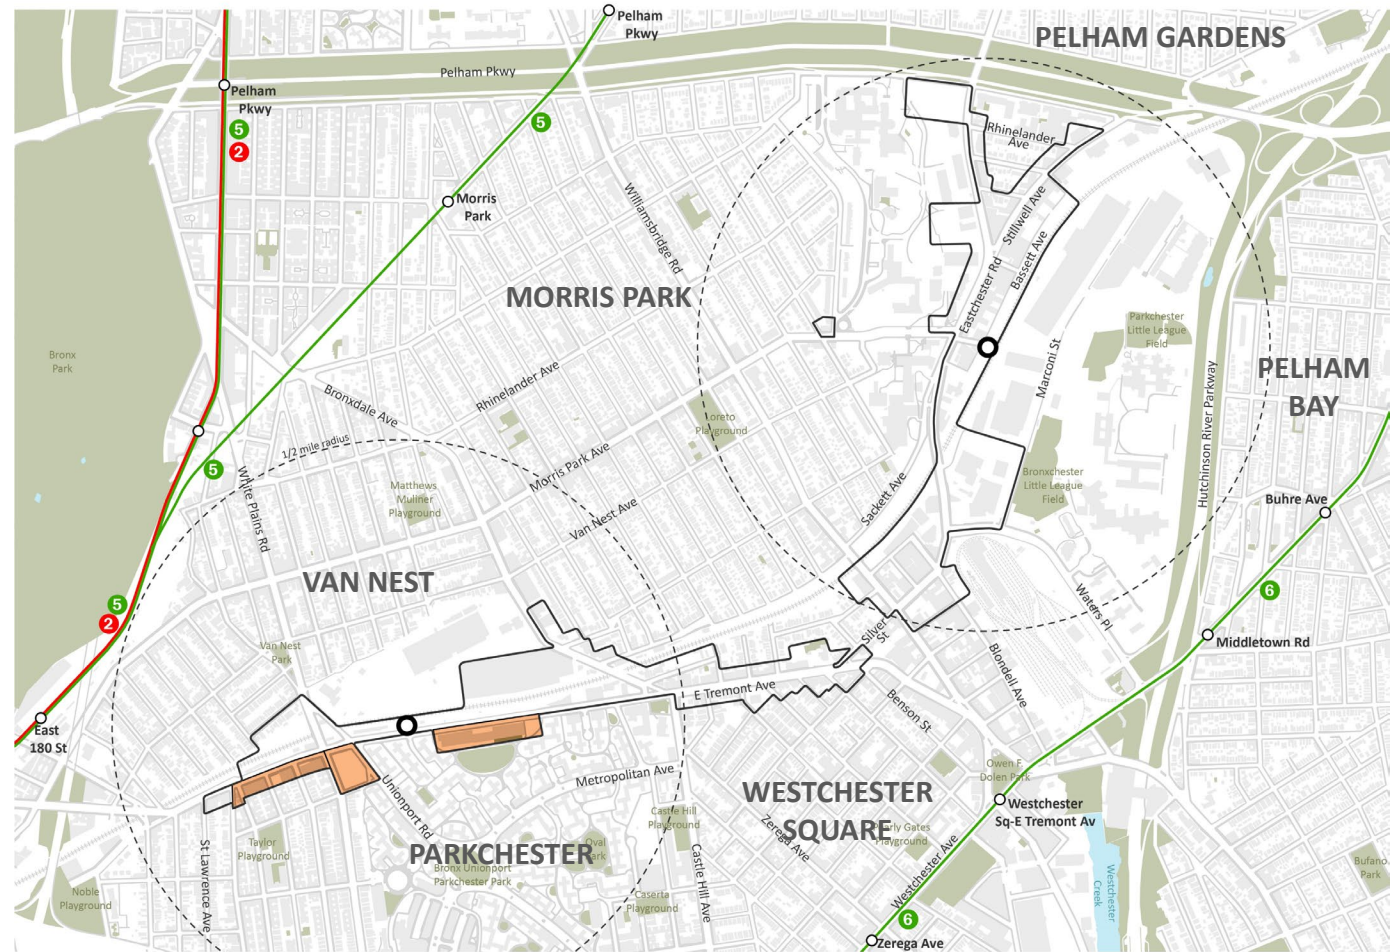 Pelham
Pkwy
PELHAM GARDENS
Pelham Pkwy
Pelham
Pkwy
5
2
5
Rhinelander
Ave
Morris
Park
Williamsbridge Rd
Stillwell Ave
Bassett Ave
Eastchester Rd
MORRIS PARK
Parkchester
Little League
Field
Bronx
Park
Marconi St
PELHAM
BAY
Rhinelander Ave
Bronxdale Ave
Loreto
Playground
Hutchinson River Parkway
1/2 mile radius
5
Morris Park Ave
White Plains Rd
Matthews
Muliner
Playground
Sackett Ave
Bronxchester
Little League
Field
Buhre Ave
Van Nest Ave
VAN NEST
6
5
2
Waters Pl
Silver
St
Middletown Rd
Van Nest
Park
Blondell Ave
E Tremont Ave
Benson St
East
180 St
Metropolitan Ave
Owen F.
Dolen Park
WESTCHESTER
SQUARE
Westchester
Sq-E Tremont Av
Unionport Rd
Castle Hill
Playground
Zerega Ave
Pearly Gates
Playground
St Lawrence Ave
Taylor
Playground
PARKCHESTER
Oval
Park
Bronx Unionport
Parkchester Park
Castle Hill Ave
Westchester Ave
Westchester
Creek
Bufano
Park
Noble
Playground
Caserta
Playground
6
Zerega Ave